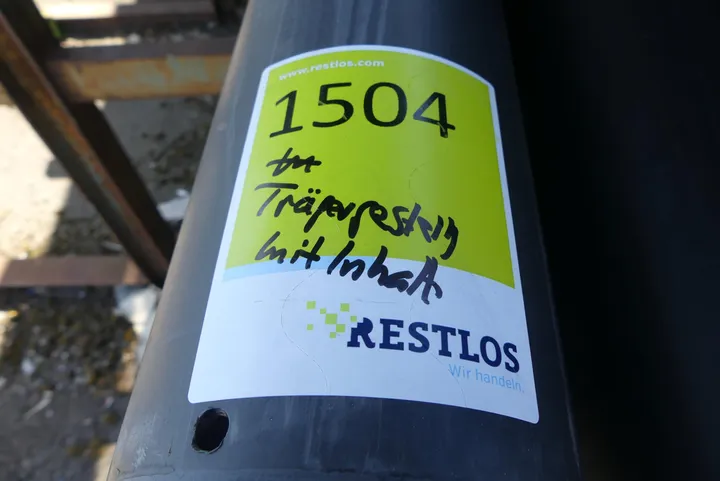 www.restlos.com
1504
Trägergestell
mit Inhalt
RESTLOS
Wir handeln.